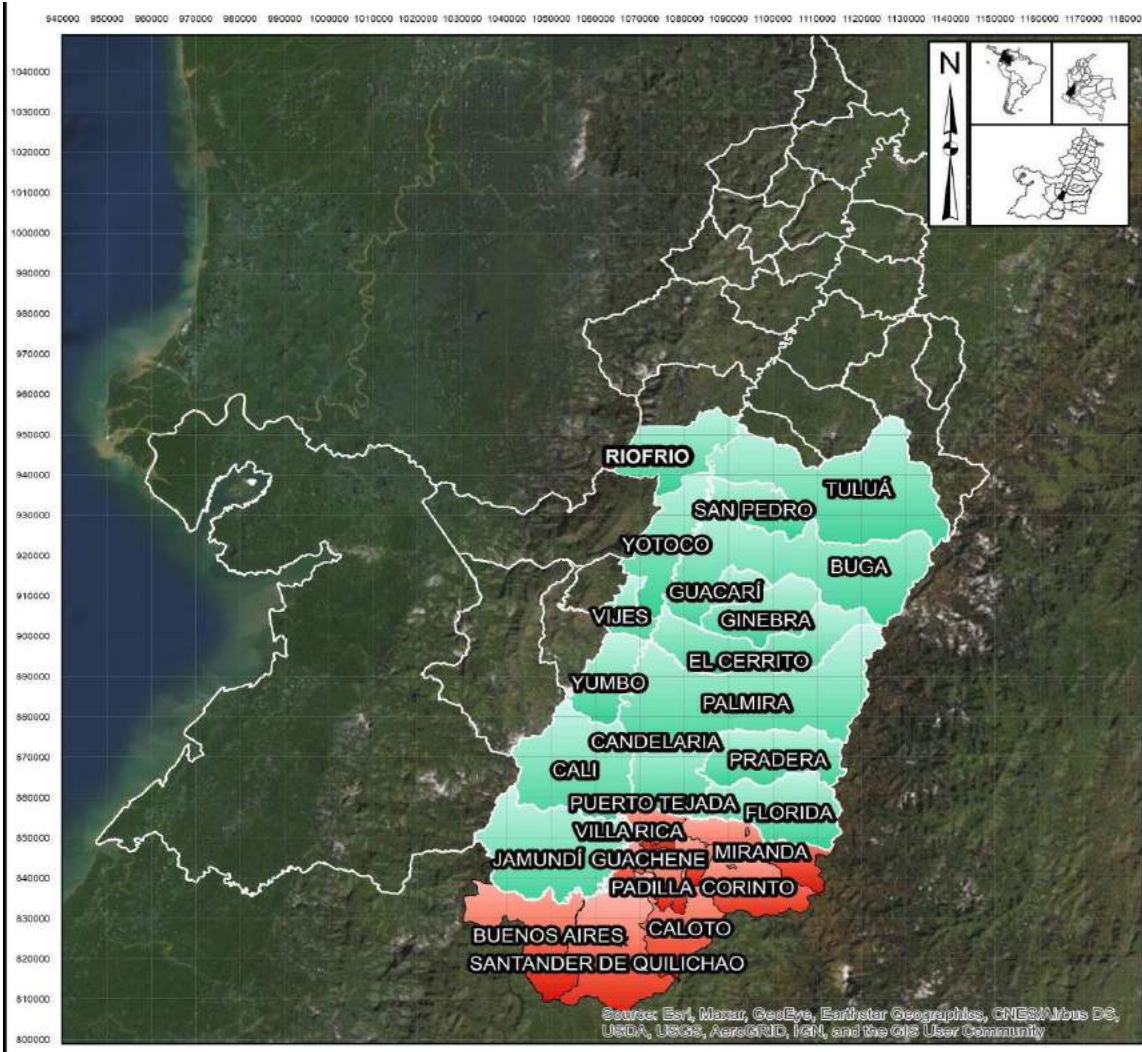 940000 950000 960000 970000 980000 990000 1000000 1010000 1020000 1030000 1040000 1050000 1060000 1070000 1080000 1090000 1100000 1110000 1120000 1130000 1140000 1150000 1160000 1170000 1180000
1040000
1030000
1020000
1010000
1000000
990000
980000
970000
960000
950000
940000
930000
920000
910000
900000
890000
880000
870000
860000
850000
840000
830000
820000
810000
800000
N
RIOFRIO
TULUÁ
SAN PEDRO
YOTOCO
BUGA
GUACARÍ
VIJES
GINEBRA
EL CERRITO
YUMBO
PALMIRA
CANDELARIA
PRADERA
CALI
PUERTO TEJADA
FLORIDA
VILLA RICA
MIRANDA
JAMUNDÍ GUACHENE
PADILLA CORINTO
CALOTO
BUENOS AIRES
SANTANDER DE QUILICHAO
Source: Esri, Maxar, GeoEye, Earthstar Geographics, CNES/Airbus DS,
USDA, USGS, AeroGRID, IGN, and the GIS User Community